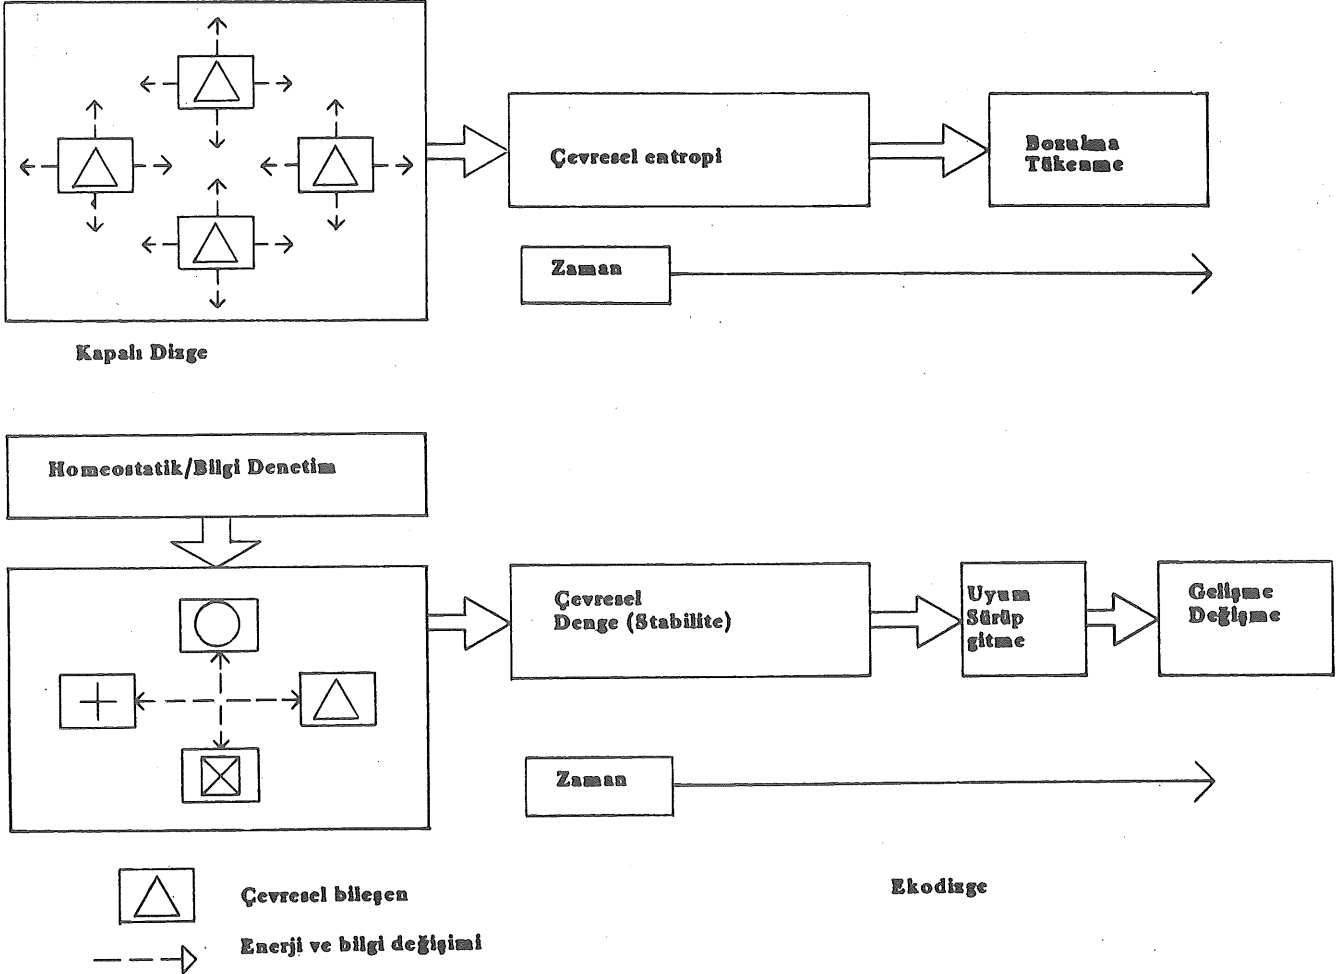 Çevresel entropi
Bozulma
Tükenme
Zaman
Kapalı Dizge
Homeostatik/Bilgi Denetim
Çevresel
Denge (Stabilite)
Uyum
Sürüp
gitme
Gelişme
Değişme
Zaman
Ekodizge
Çevresel bileşen
Enerji ve bilgi değişimi